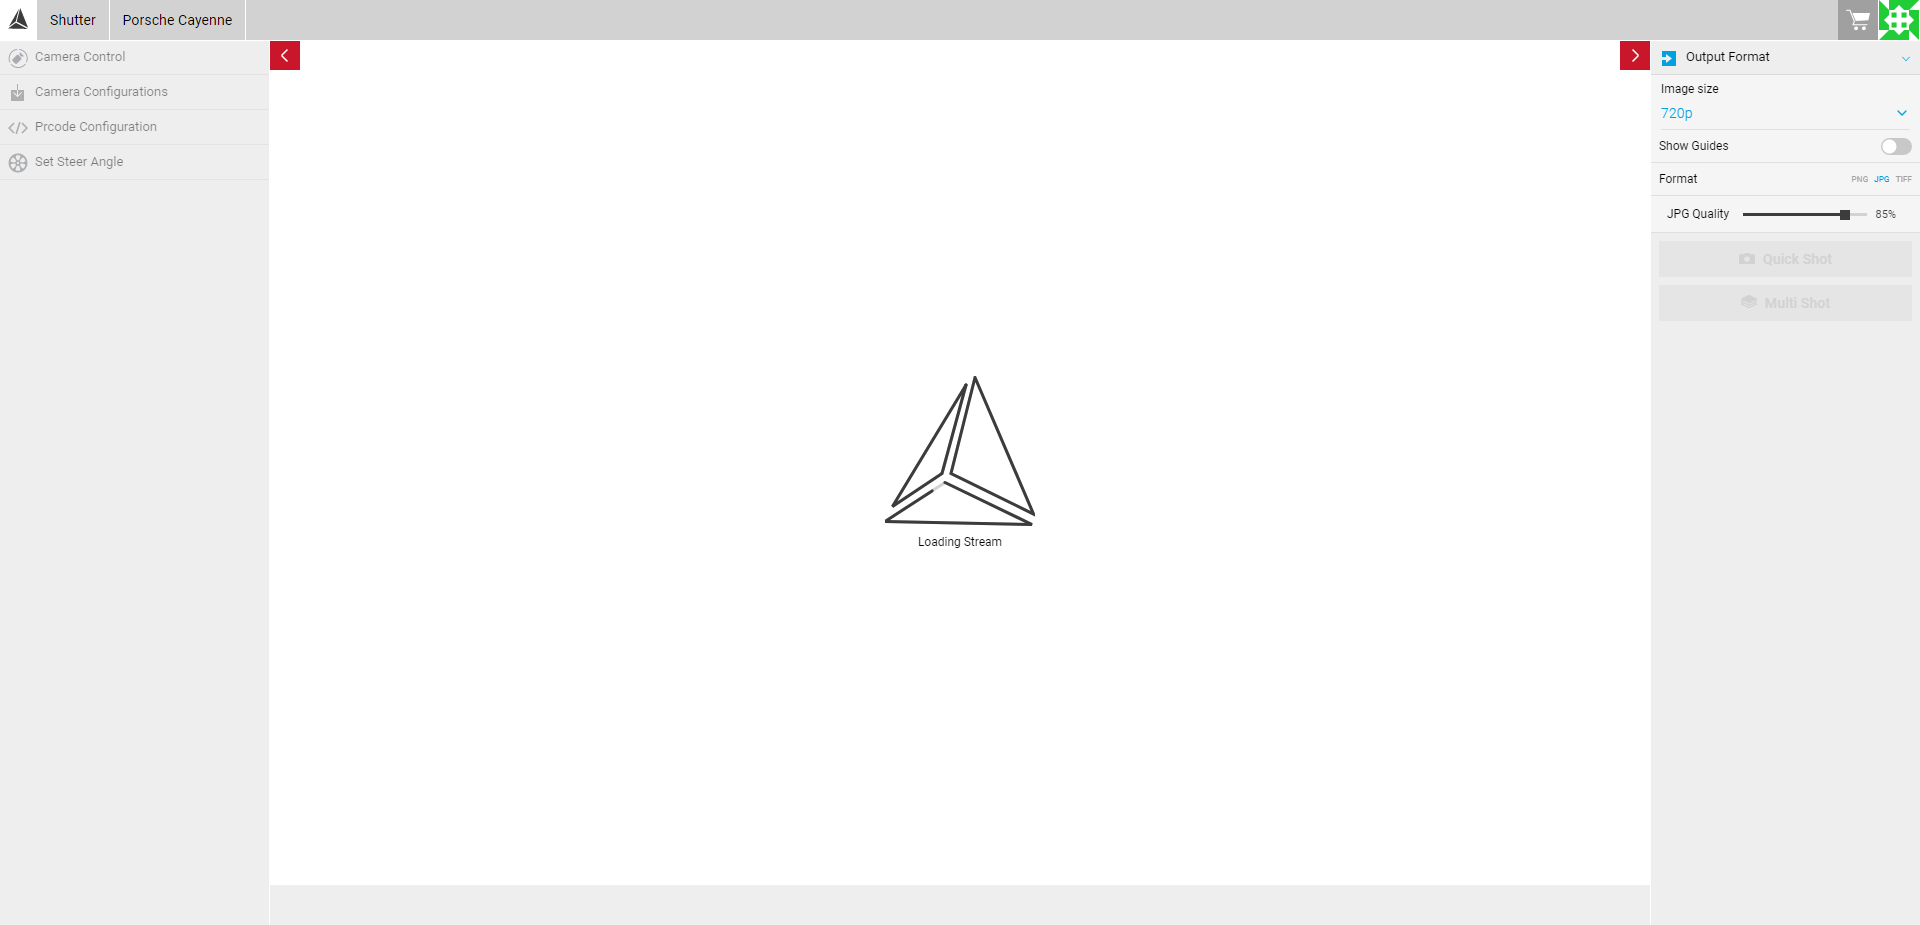 Shutter
Porsche Cayenne
Camera Control
Camera Configurations
Prcode Configuration
Set Steer Angle
Loading Stream
Output Format
Image size
720p
Show Guides
Format PNG JPG TIFF
JPG Quality 85%
Quick Shot
Multi Shot